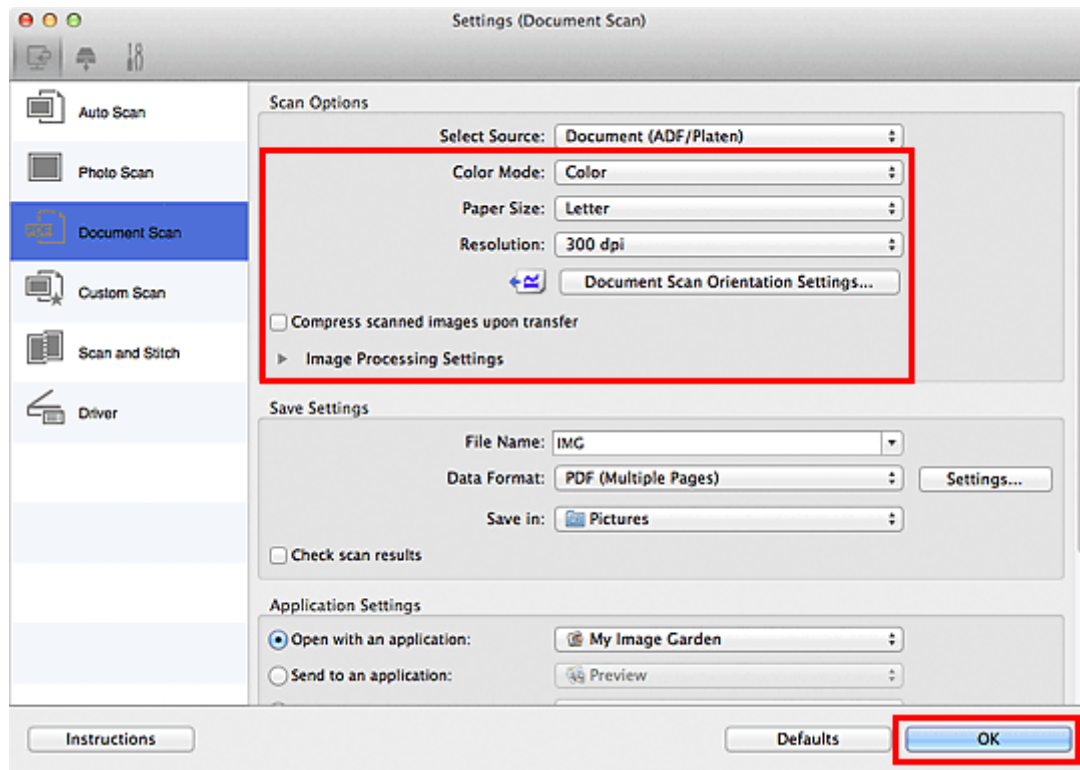 Settings (Document Scan)
Auto Scan
Photo Scan
Document Scan
Custom Scan
Scan and Stitch
Driver
Scan Options
Select Source: Document (ADF/Platen)
Color Mode: Color
Paper Size: Letter
Resolution: 300 dpi
Document Scan Orientation Settings...
Compress scanned images upon transfer
Image Processing Settings
Save Settings
File Name: IMG
Data Format: PDF (Multiple Pages) Settings...
Save in: Pictures
Check scan results
Application Settings
Open with an application: My Image Garden
Send to an application: Preview
Instructions Defaults OK